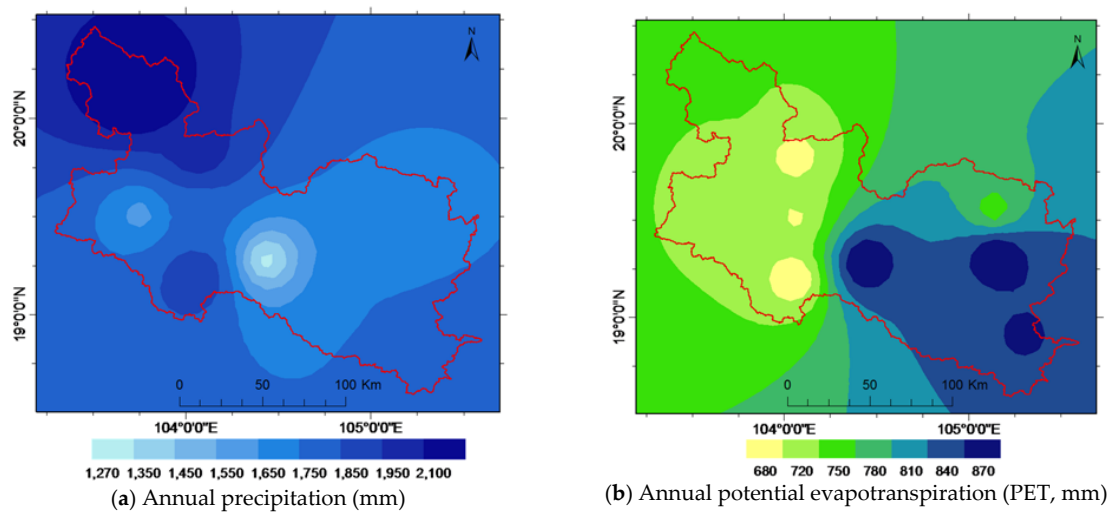 N
20°0'0"N
19°0'0"N
0 50 100 Km
104°0'0"E 105°0'0"E
1,270 1,350 1,450 1,550 1,650 1,750 1,850 1,950 2,100
(a) Annual precipitation (mm)
N
20°0'0"N
19°0'0"N
0 50 100 Km
104°0'0"E 105°0'0"E
680 720 750 780 810 840 870
(b) Annual potential evapotranspiration (PET, mm)